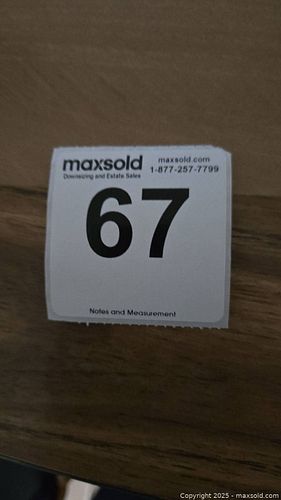 maxsold
Downsizing and Estate Sales
maxsold.com
1-877-257-7799
67
Notes and Measurement
Copyright © 2025 - maxsold.com